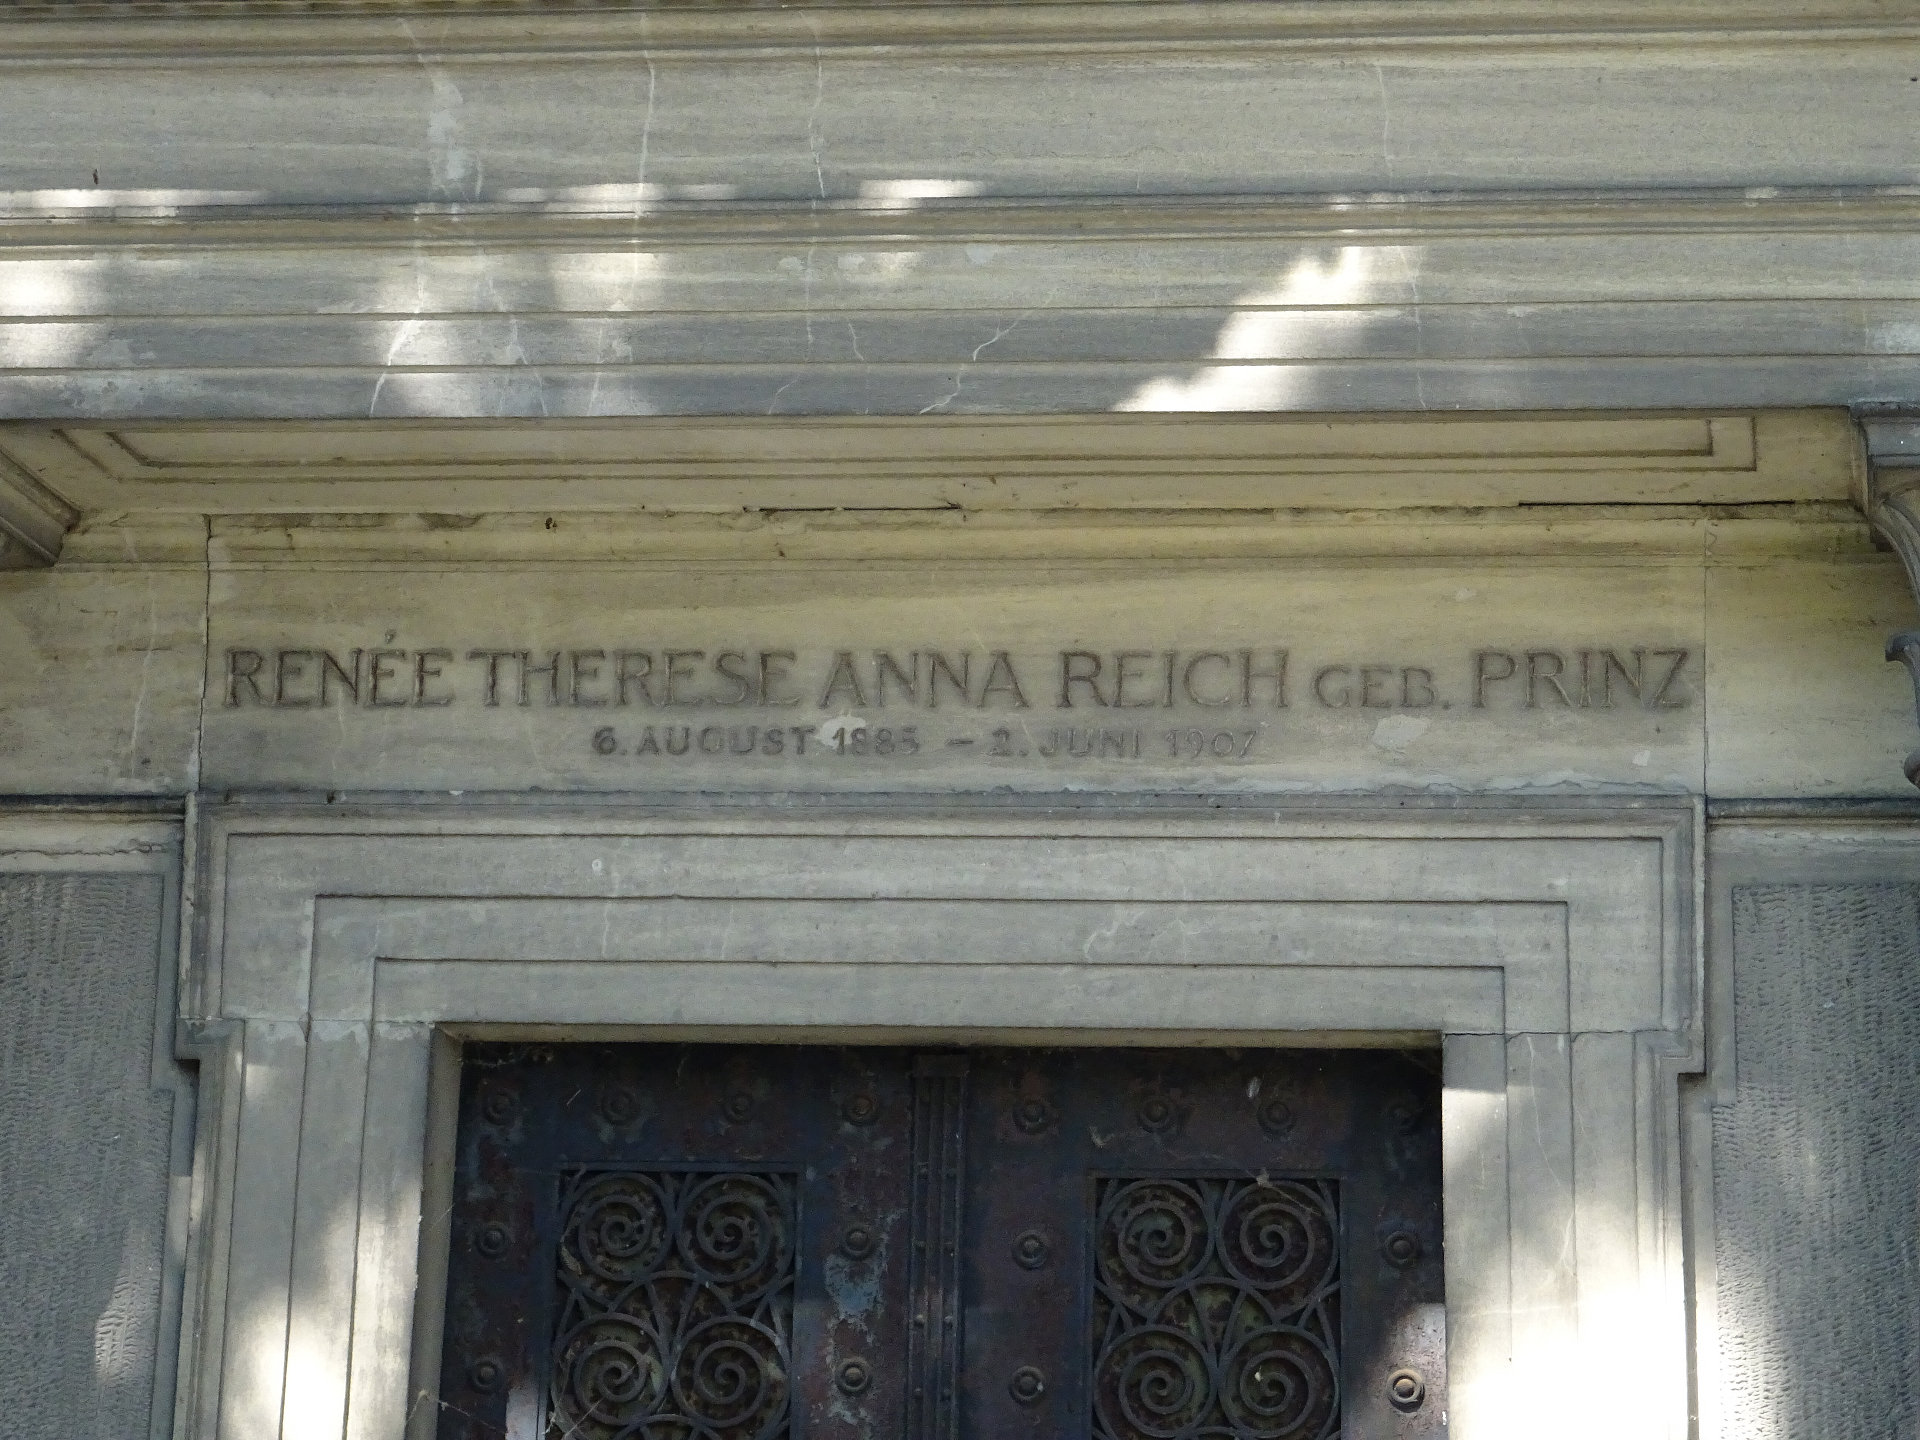 RENÉE THERESE ANNA REICH GEB. PRINZ
6. AUGUST 1885 – 2. JUNI 1907